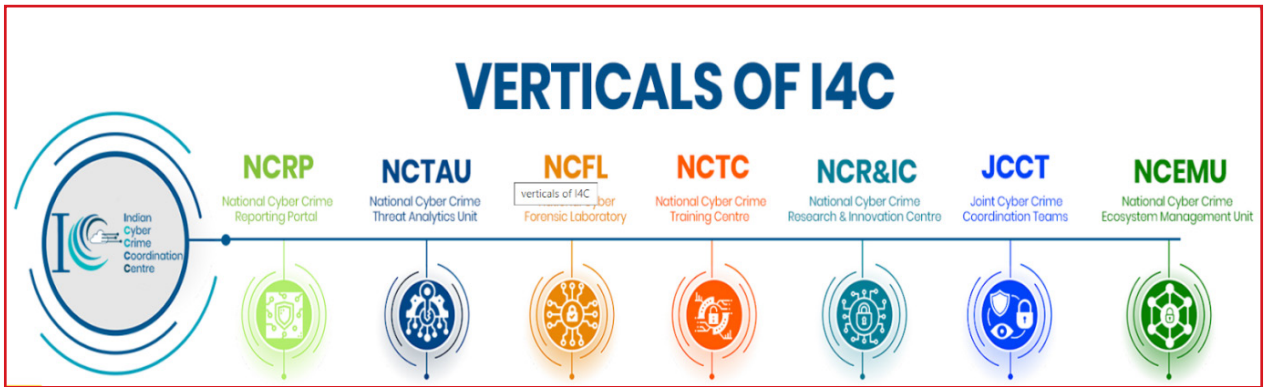 VERTICALS OF I4C
I4C
Indian
Cyber
Crime
Coordination
Centre
NCRP
National Cyber Crime
Reporting Portal
NCTAU
National Cyber Crime
Threat Analytics Unit
NCFL
verticals of I4C
Forensic Laboratory
NCTC
National Cyber Crime
Training Centre
NCR&IC
National Cyber Crime
Research & Innovation Centre
JCCT
Joint Cyber Crime
Coordination Teams
NCEMU
National Cyber Crime
Ecosystem Management Unit